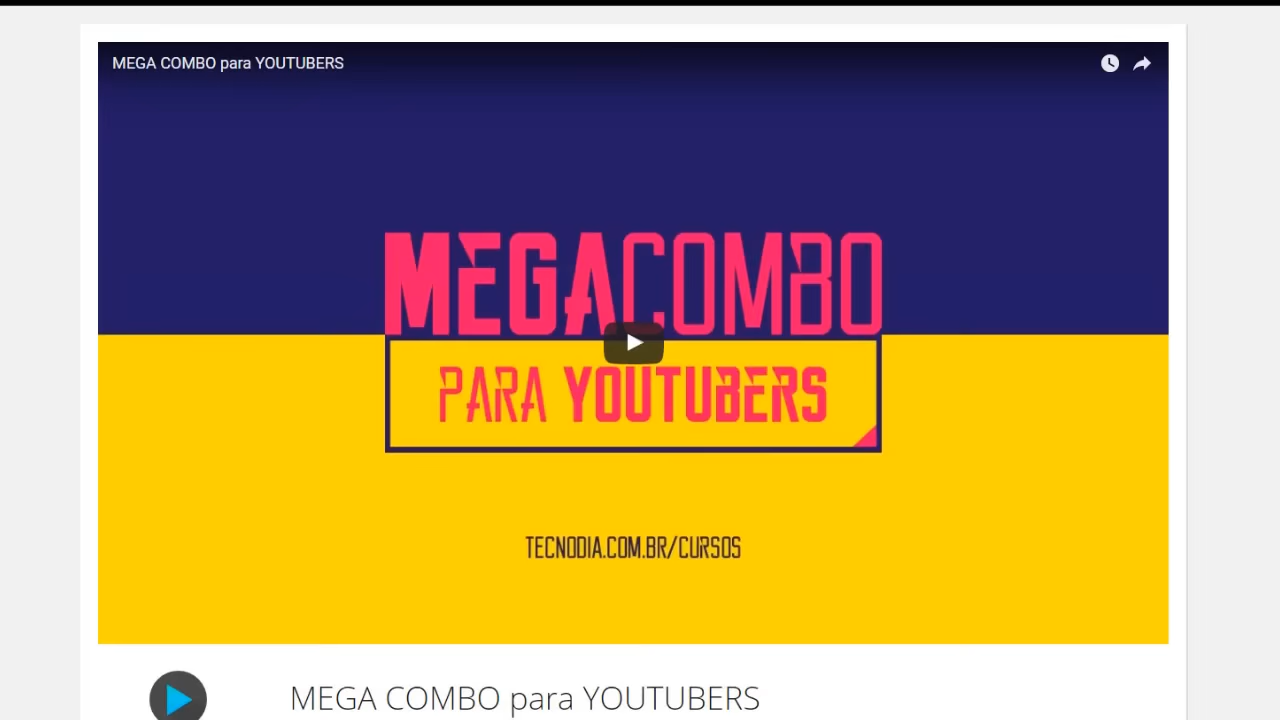 MEGA COMBO para YOUTUBERS
MEGACOMBO
PARA YOUTUBERS
TECNODIA.COM.BR/CURSOS
MEGA COMBO para YOUTUBERS